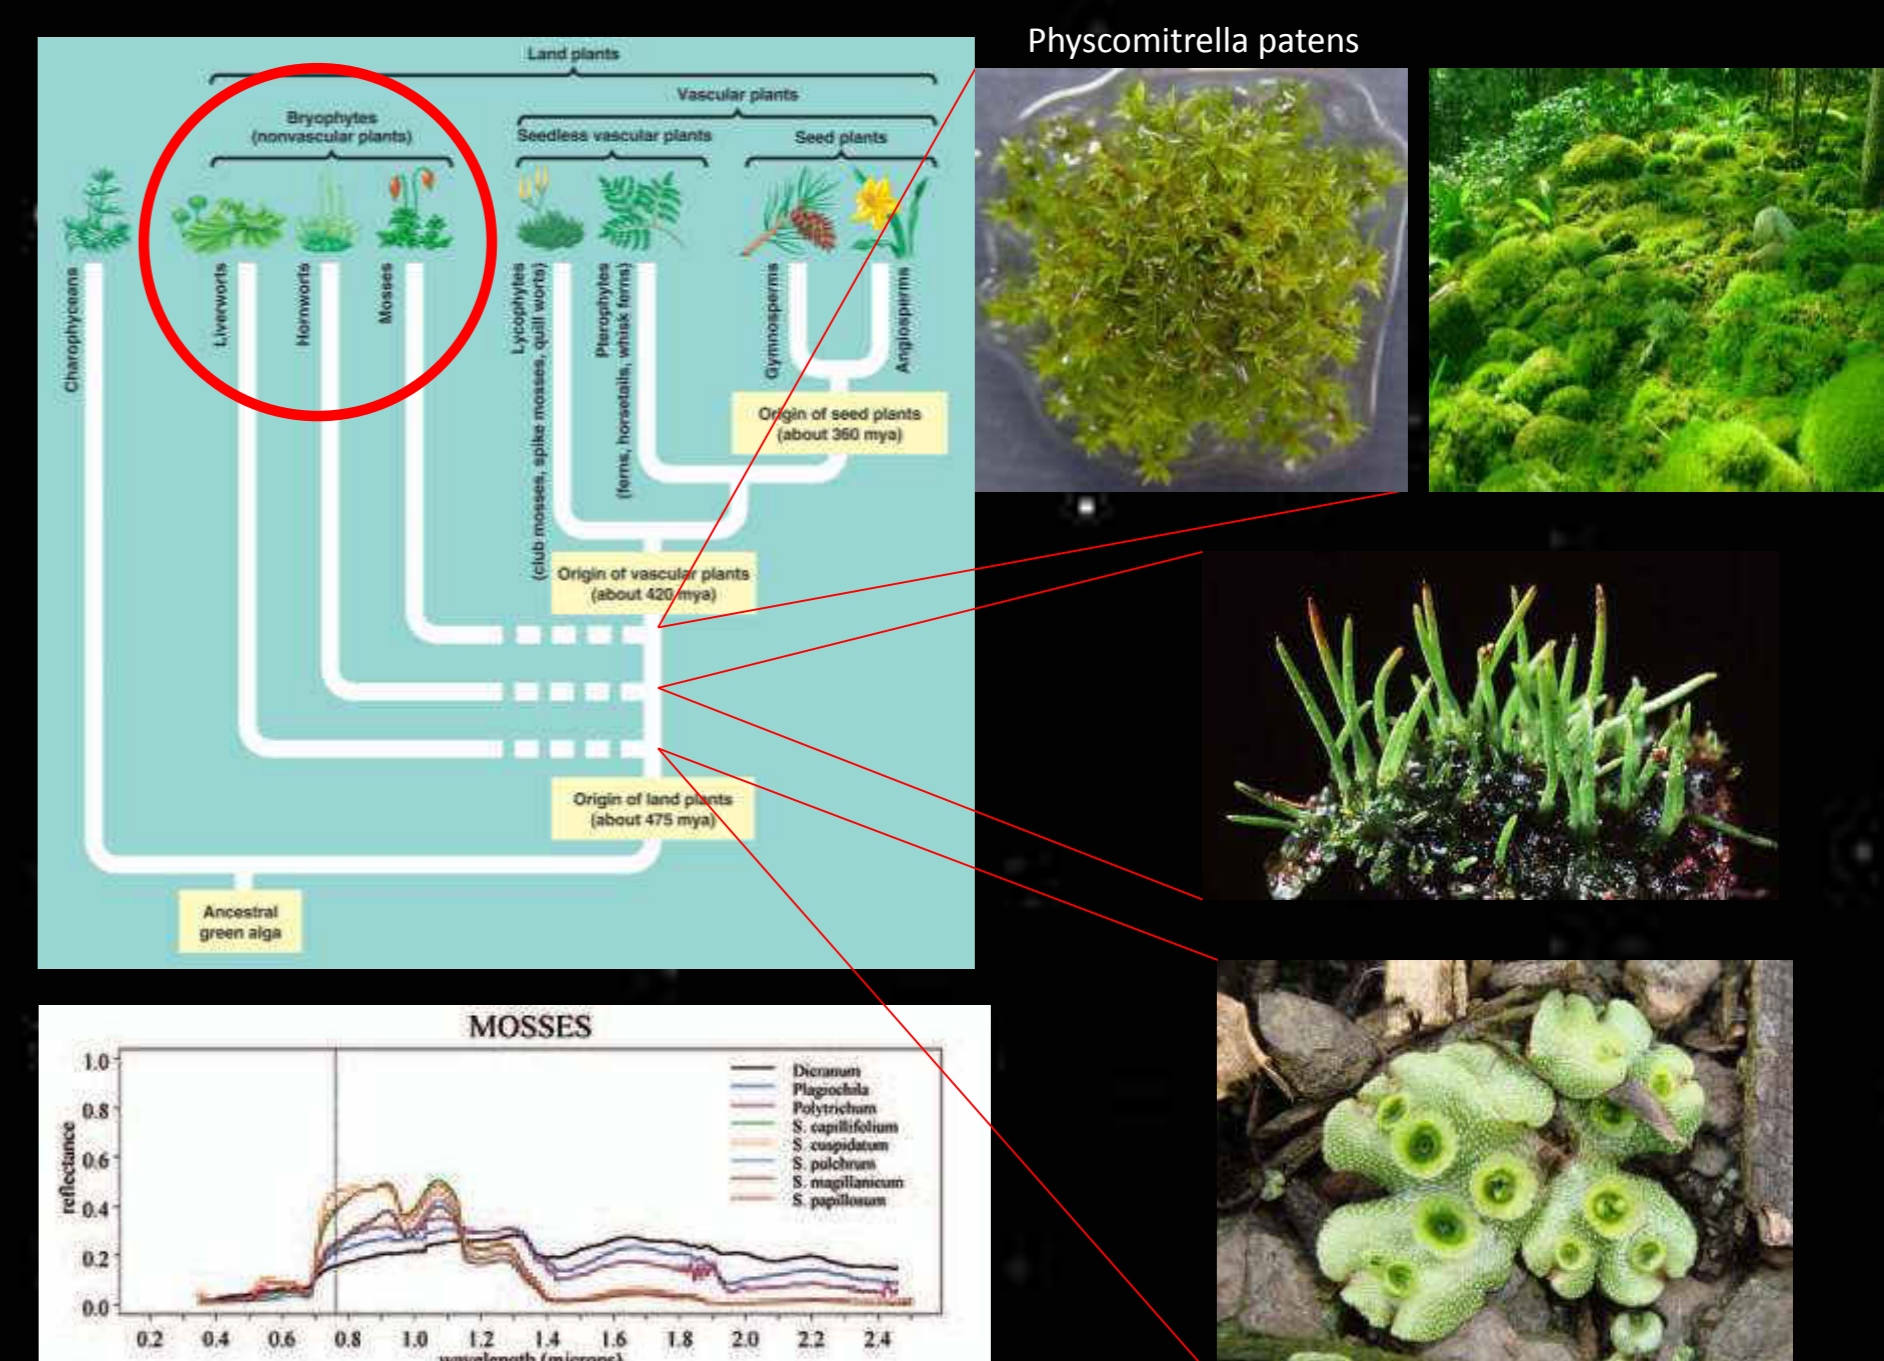 Physcomitrella patens
Land plants
Vascular plants
Bryophytes
(nonvascular plants)
Seedless vascular plants
Seed plants
Charophyceans
Liverworts
Hornworts
Mosses
Lycophytes
(club mosses, spike mosses, quill worts)
Pterophytes
(ferns, horsetails, whisk ferns)
Gymnosperms
Angiosperms
Origin of seed plants
(about 360 mya)
Origin of vascular plants
(about 420 mya)
Origin of land plants
(about 475 mya)
Ancestral
green alga
MOSSES
1.0
0.8
0.6
0.4
0.2
0.0
reflectance
Dicranum
Plagiochila
Polytrichum
S. capillifolium
S. cuspidatum
S. pulchrum
S. magillanicum
S. papillosum
0.2 0.4 0.6 0.8 1.0 1.2 1.4 1.6 1.8 2.0 2.2 2.4
wavelength (microns)